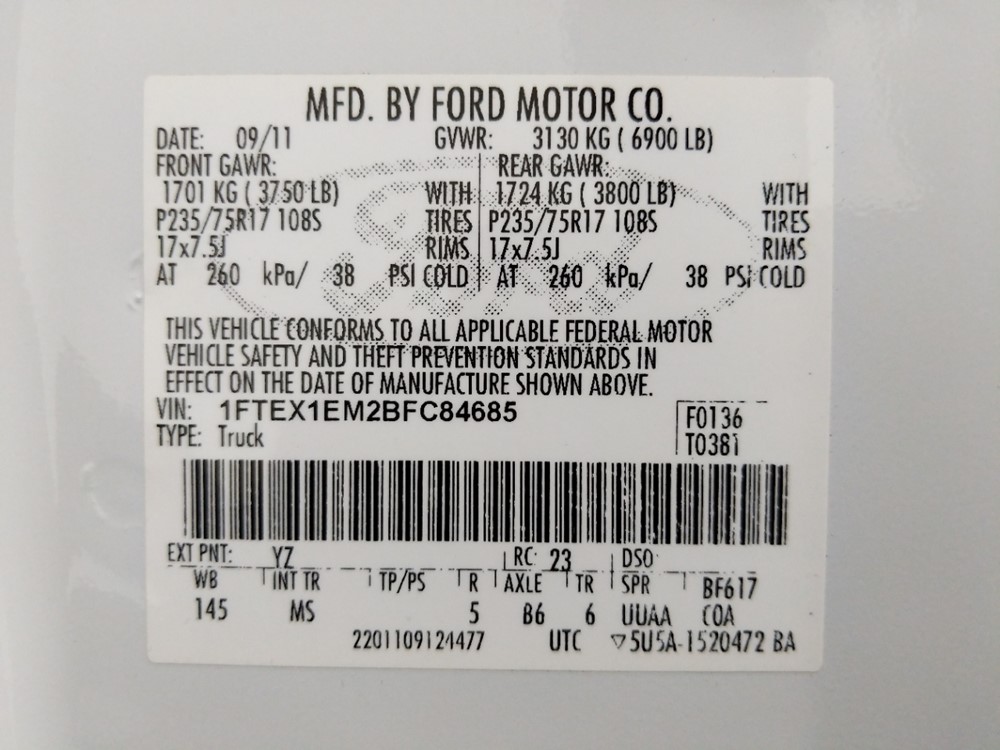 MFD. BY FORD MOTOR CO.
DATE: 09/11 GVWR: 3130 KG ( 6900 LB)
FRONT GAWR: REAR GAWR:
1701 KG ( 3750 LB) WITH 1724 KG ( 3800 LB) WITH
P235/75R17 108S TIRES P235/75R17 108S TIRES
17x7.5J RIMS 17x7.5J RIMS
AT 260 kPa/ 38 PSI COLD AT 260 kPa/ 38 PSI COLD
Ford
THIS VEHICLE CONFORMS TO ALL APPLICABLE FEDERAL MOTOR
VEHICLE SAFETY AND THEFT PREVENTION STANDARDS IN
EFFECT ON THE DATE OF MANUFACTURE SHOWN ABOVE.
VIN: 1FTEX1EM2BFC84685 F0136
TYPE: Truck T0381
EXT PNT: YZ RC: 23 DSO:
WB INT TR TP/PS R AXLE TR SPR BF617
145 MS 5 B6 6 UUAA COA
2201109124477 UTC ▽5U5A-1520472 BA